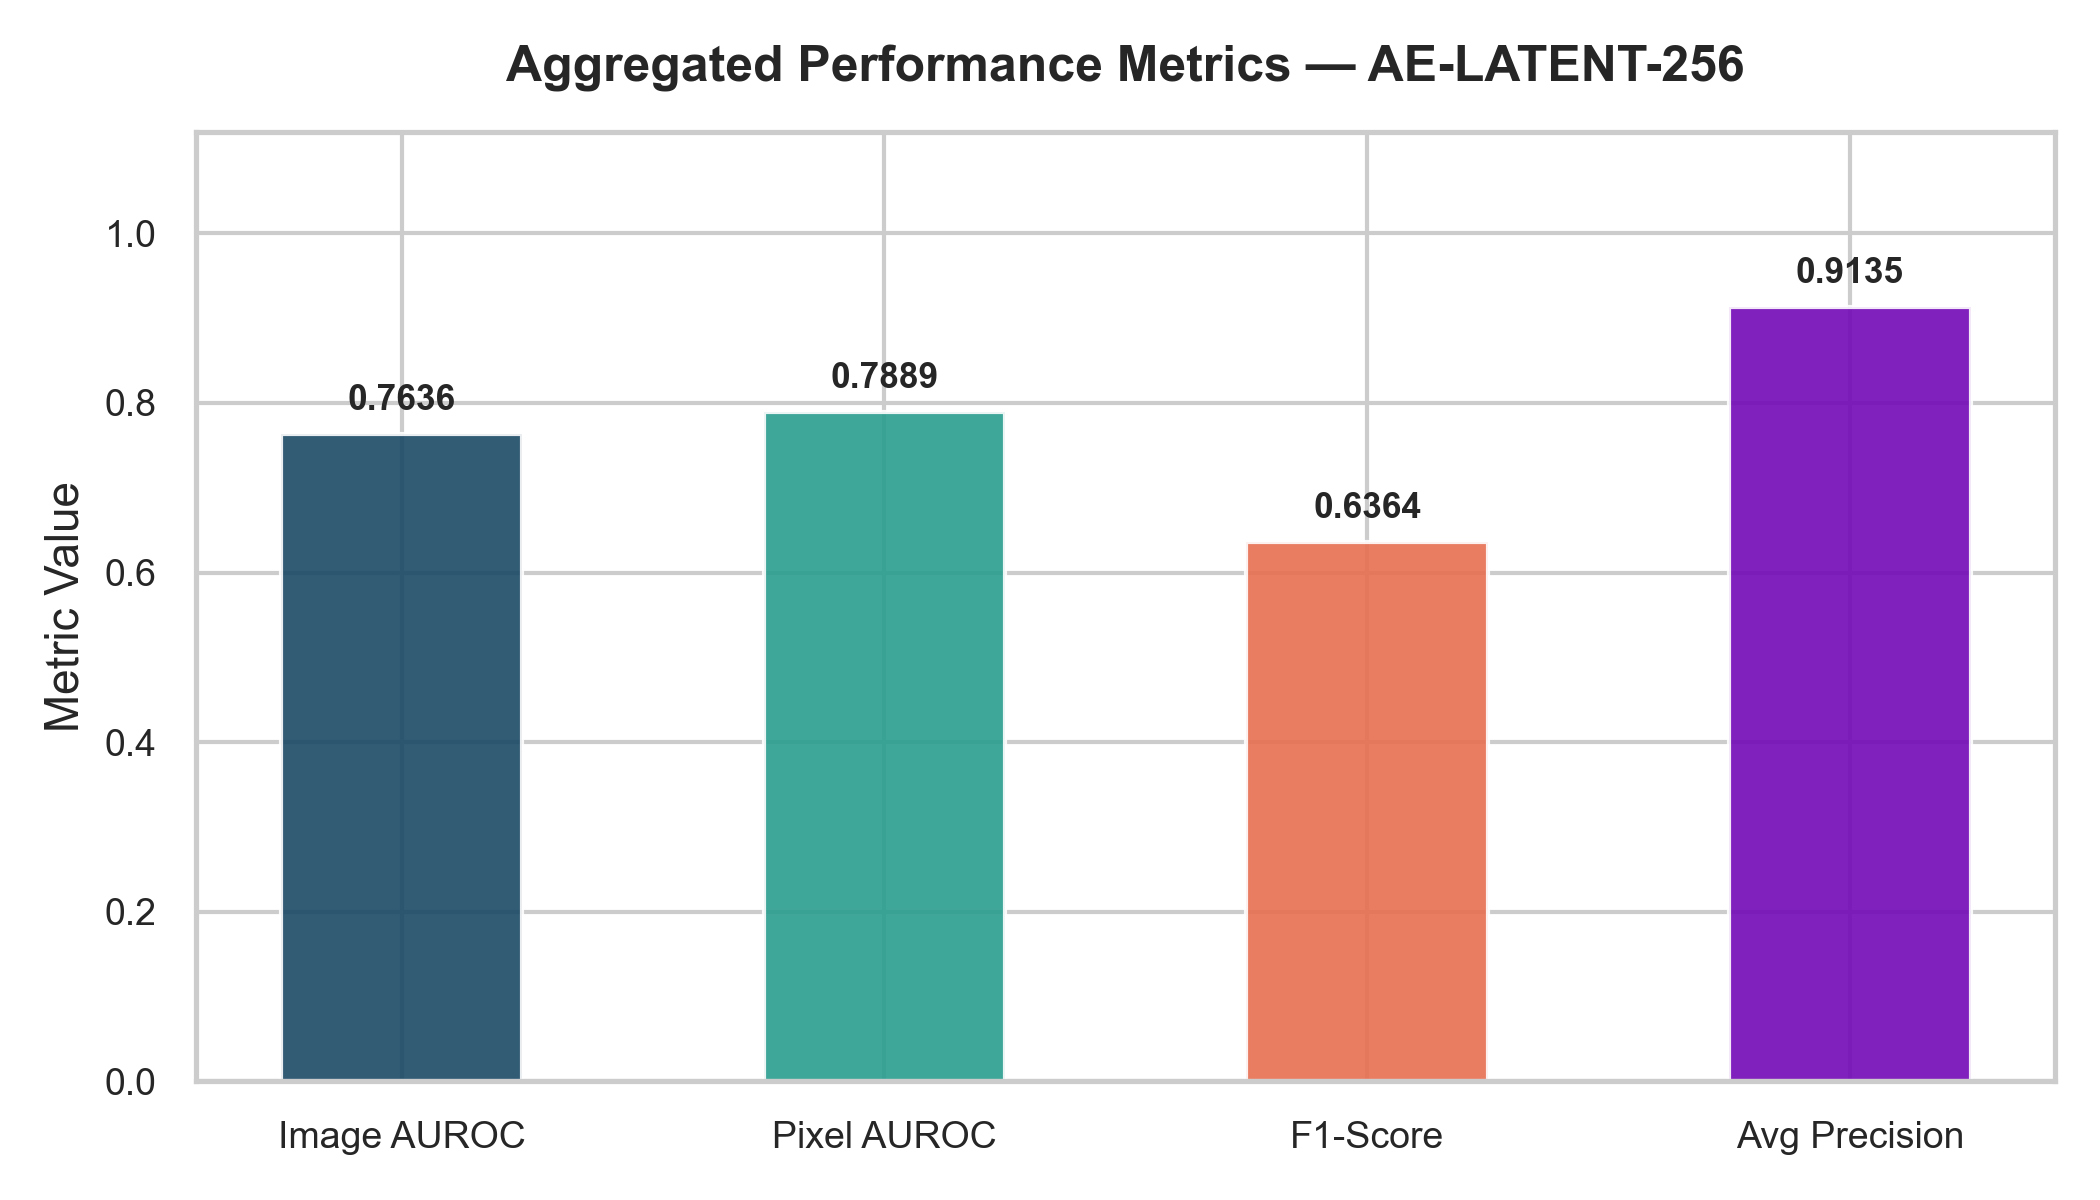 Aggregated Performance Metrics — AE-LATENT-256
Metric Value
1.0
0.8
0.6
0.4
0.2
0.0
0.7636
0.7889
0.6364
0.9135
Image AUROC
Pixel AUROC
F1-Score
Avg Precision